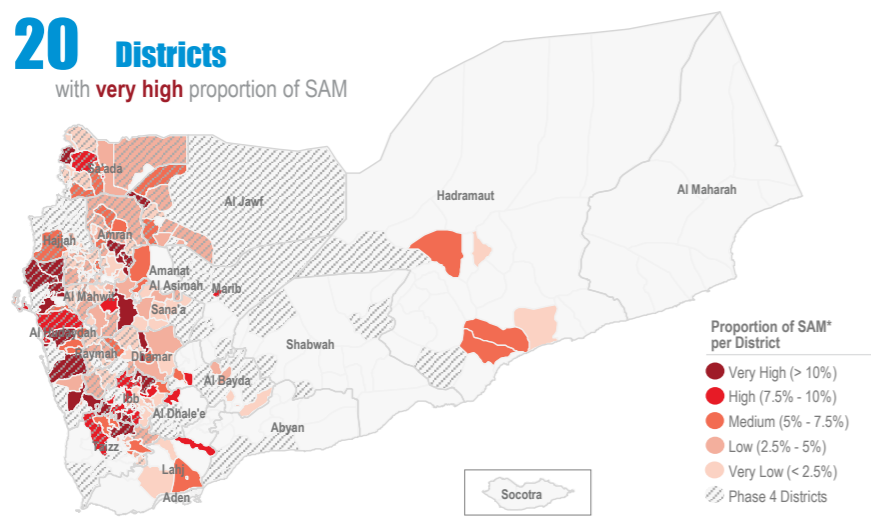 20 Districts
with very high proportion of SAM
Sa'ada
Al Jawf
Hadramaut
Al Maharah
Hajjah
Amran
Amanat
Al Asimah
Marib
Al Mahwit
Sana'a
Al Hudaydah
Raymah
Dhamar
Shabwah
Al Bayda
Ibb
Al Dhale'e
Abyan
Taizz
Lahj
Aden
Socotra
Proportion of SAM*
per District
Very High (> 10%)
High (7.5% - 10%)
Medium (5% - 7.5%)
Low (2.5% - 5%)
Very Low (< 2.5%)
Phase 4 Districts